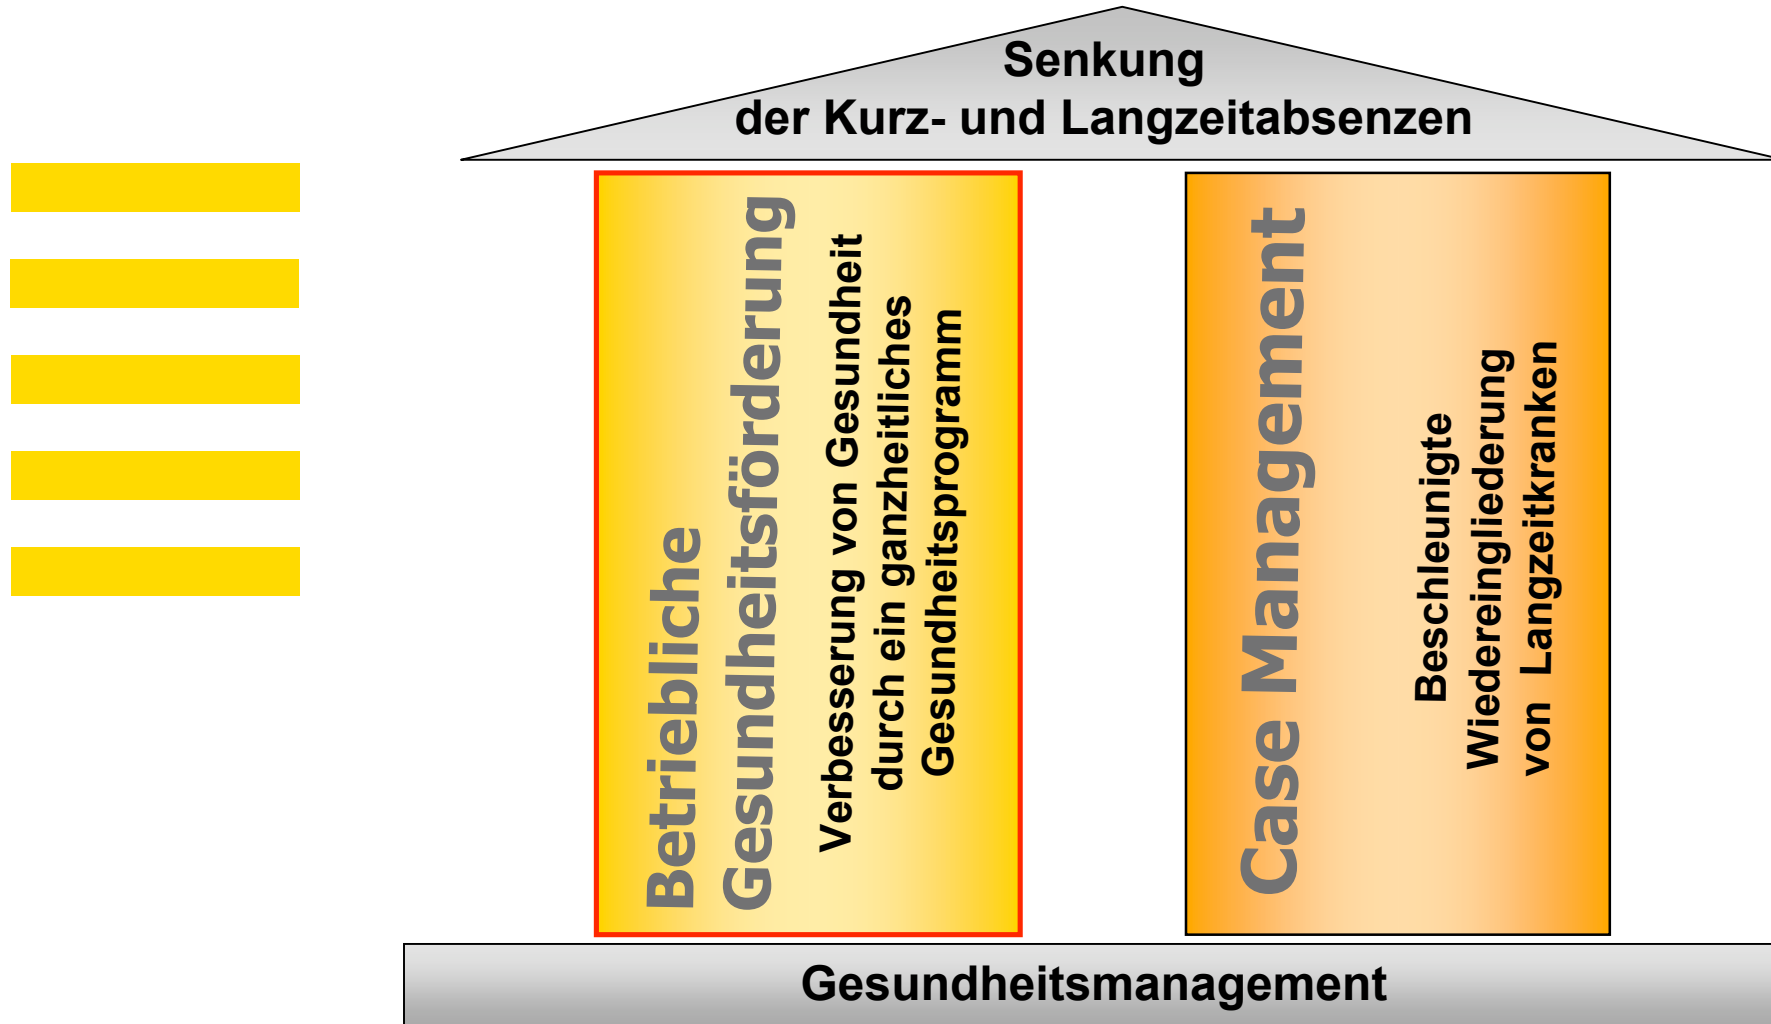 Senkung
der Kurz- und Langzeitabsenzen
Betriebliche
Gesundheitsförderung
Verbesserung von Gesundheit
durch ein ganzheitliches
Gesundheitsprogramm
Case Management
Beschleunigte
Wiedereingliederung
von Langzeitkranken
Gesundheitsmanagement